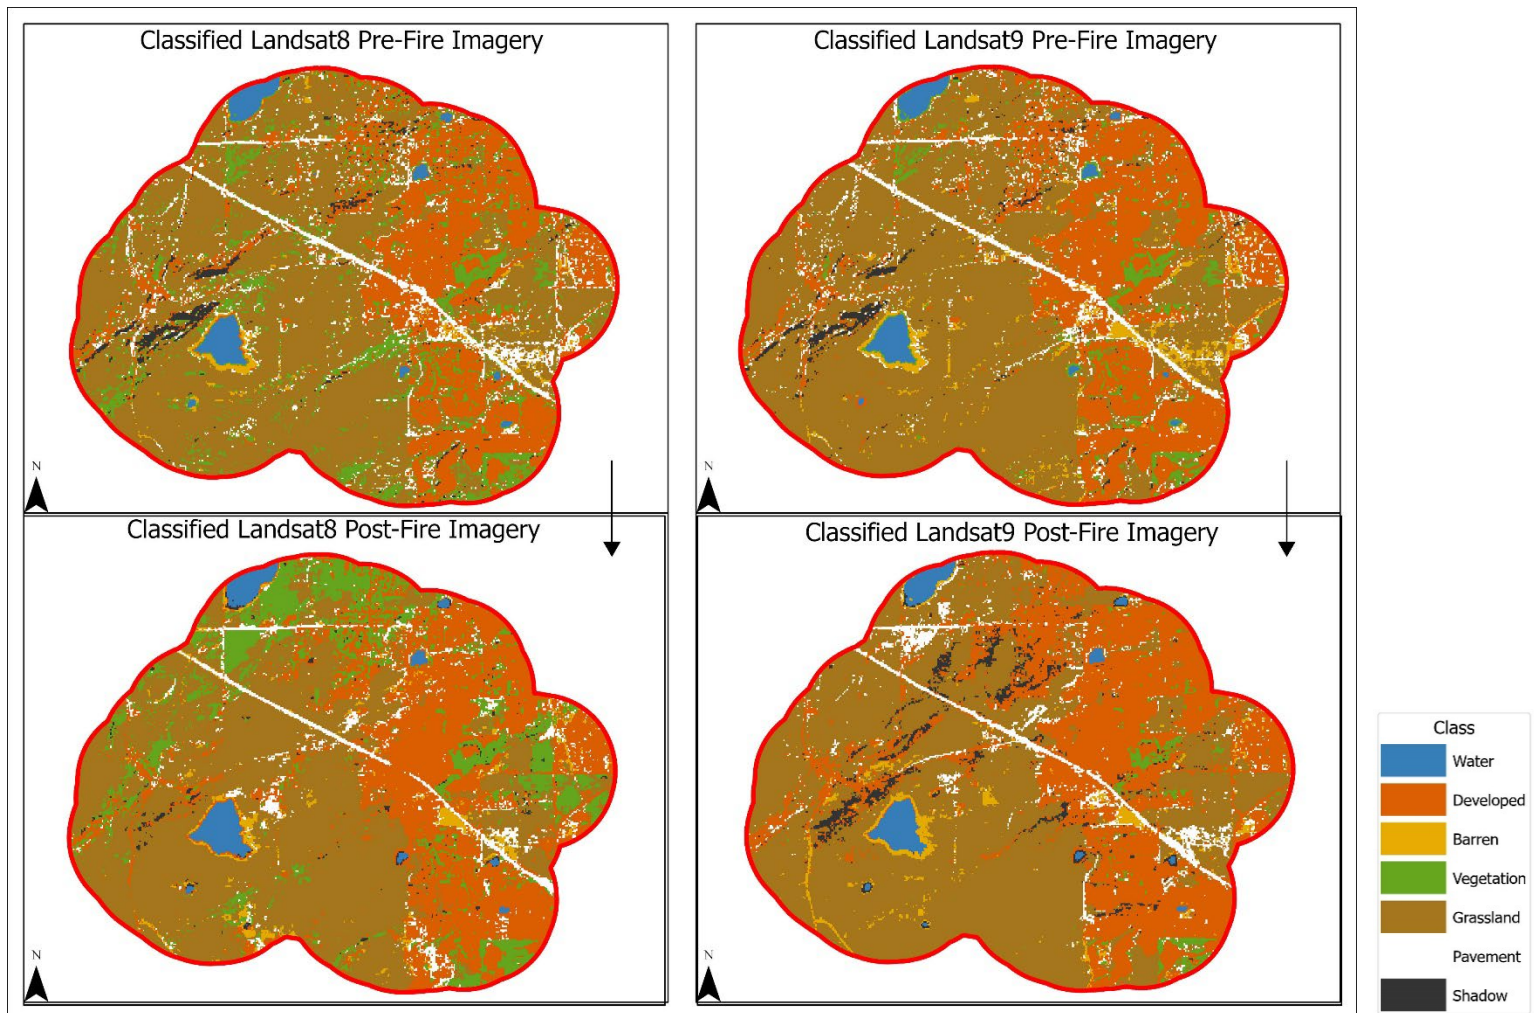 Classified Landsat8 Pre-Fire Imagery
Classified Landsat9 Pre-Fire Imagery
N
N
Classified Landsat8 Post-Fire Imagery
Classified Landsat9 Post-Fire Imagery
N
N
Class
Water
Developed
Barren
Vegetation
Grassland
Pavement
Shadow